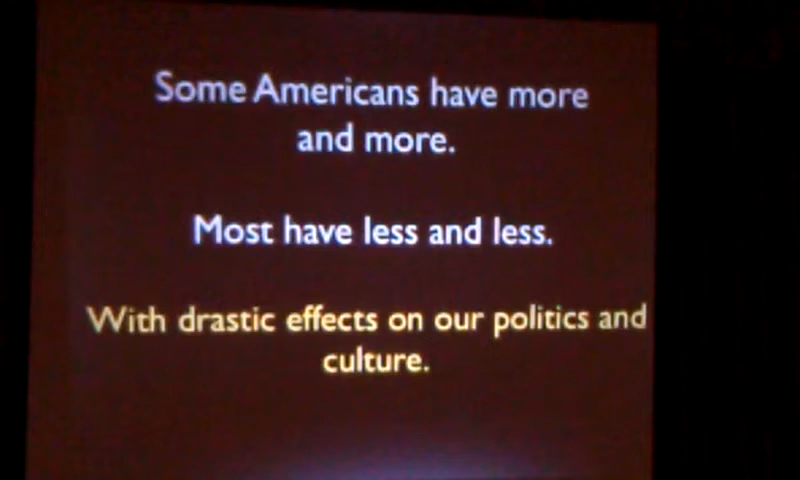 Some Americans have more
and more.
Most have less and less.
With drastic effects on our politics and
culture.